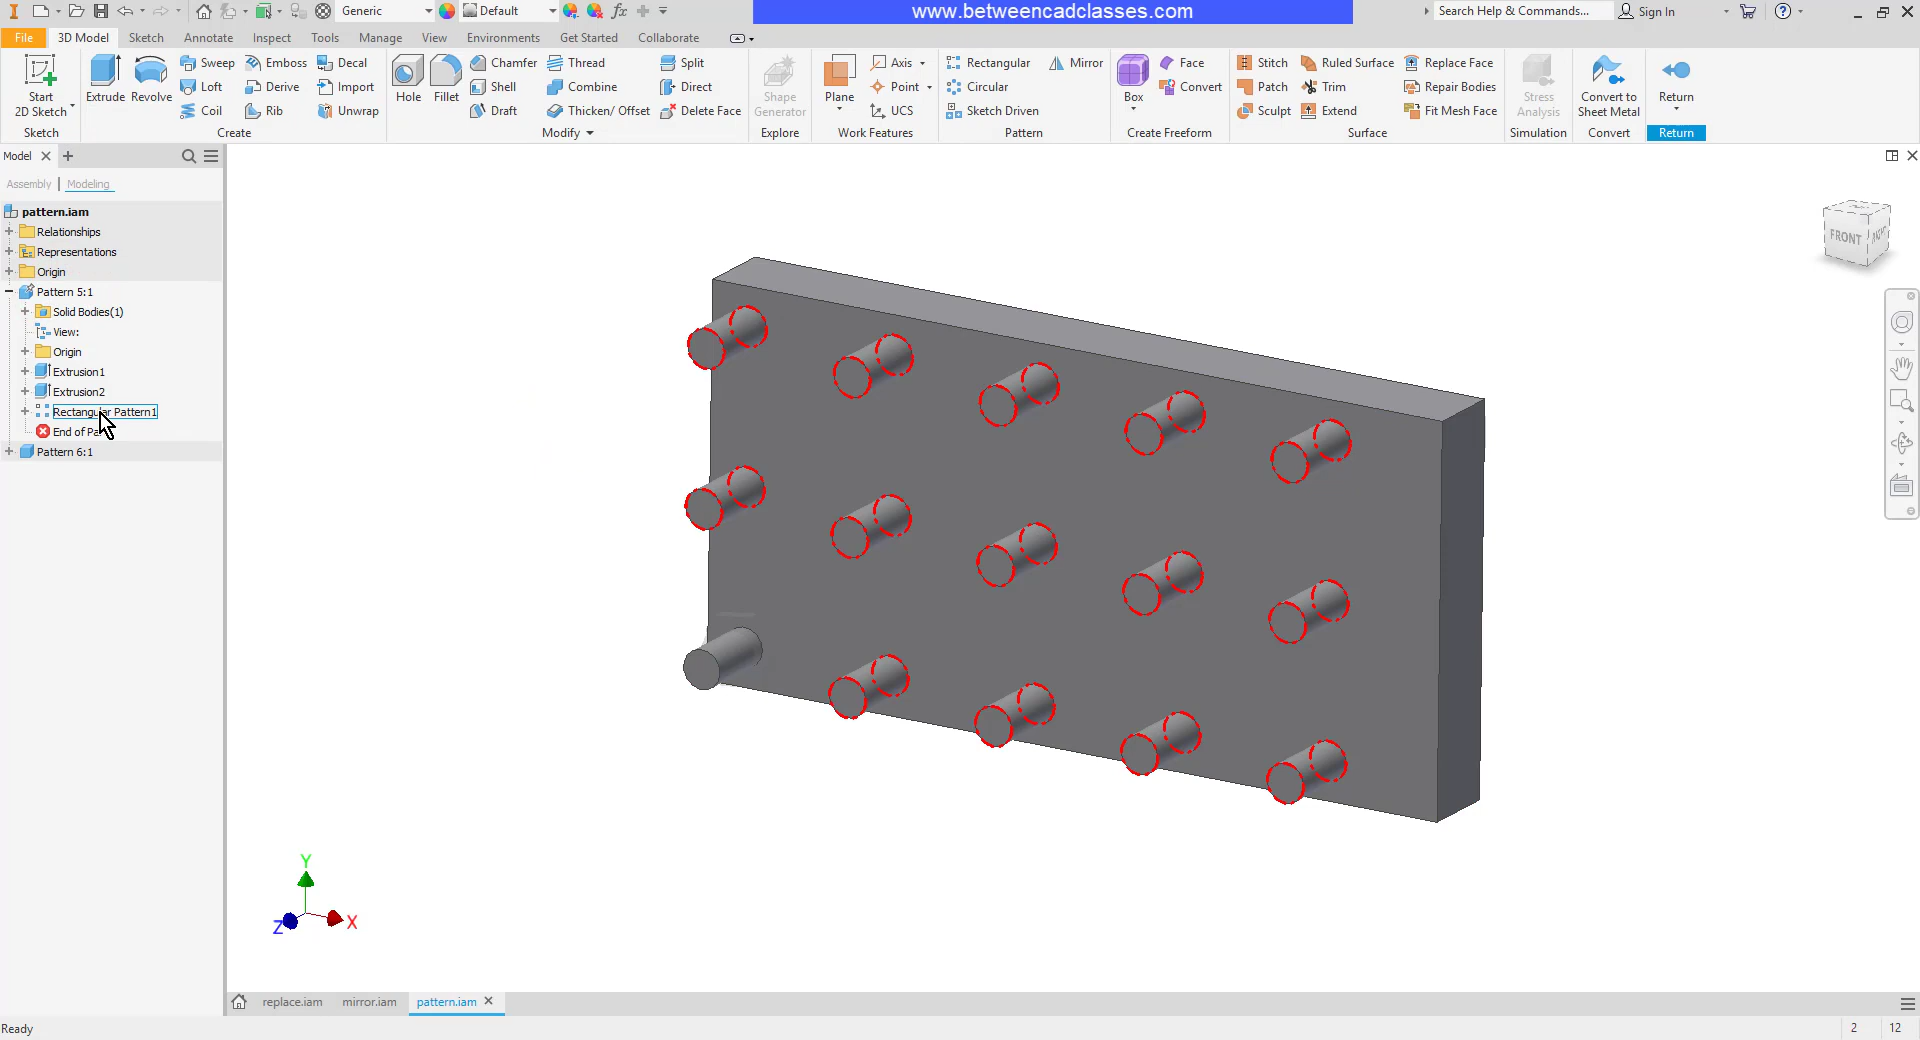 Generic
Default
fx
www.betweencadclasses.com
Search Help & Commands...
Sign In
File
3D Model
Sketch
Annotate
Inspect
Tools
Manage
View
Environments
Get Started
Collaborate
Start
2D Sketch
Sketch
Extrude
Revolve
Sweep
Loft
Coil
Emboss
Derive
Rib
Decal
Import
Unwrap
Create
Hole
Fillet
Chamfer
Shell
Draft
Thread
Combine
Thicken/ Offset
Split
Direct
Delete Face
Modify
Shape
Generator
Explore
Plane
Axis
Point
UCS
Work Features
Rectangular
Mirror
Circular
Sketch Driven
Pattern
Box
Face
Convert
Create Freeform
Stitch
Patch
Sculpt
Ruled Surface
Trim
Extend
Replace Face
Repair Bodies
Fit Mesh Face
Surface
Stress
Analysis
Simulation
Convert to
Sheet Metal
Convert
Return
Return
Model
Assembly
Modeling
pattern.iam
Relationships
Representations
Origin
Pattern 5:1
Solid Bodies(1)
View:
Origin
Extrusion1
Extrusion2
Rectangular Pattern1
End of Pa
Pattern 6:1
FRONT
Y
Z
X
replace.iam
mirror.iam
pattern.iam
Ready
2
12